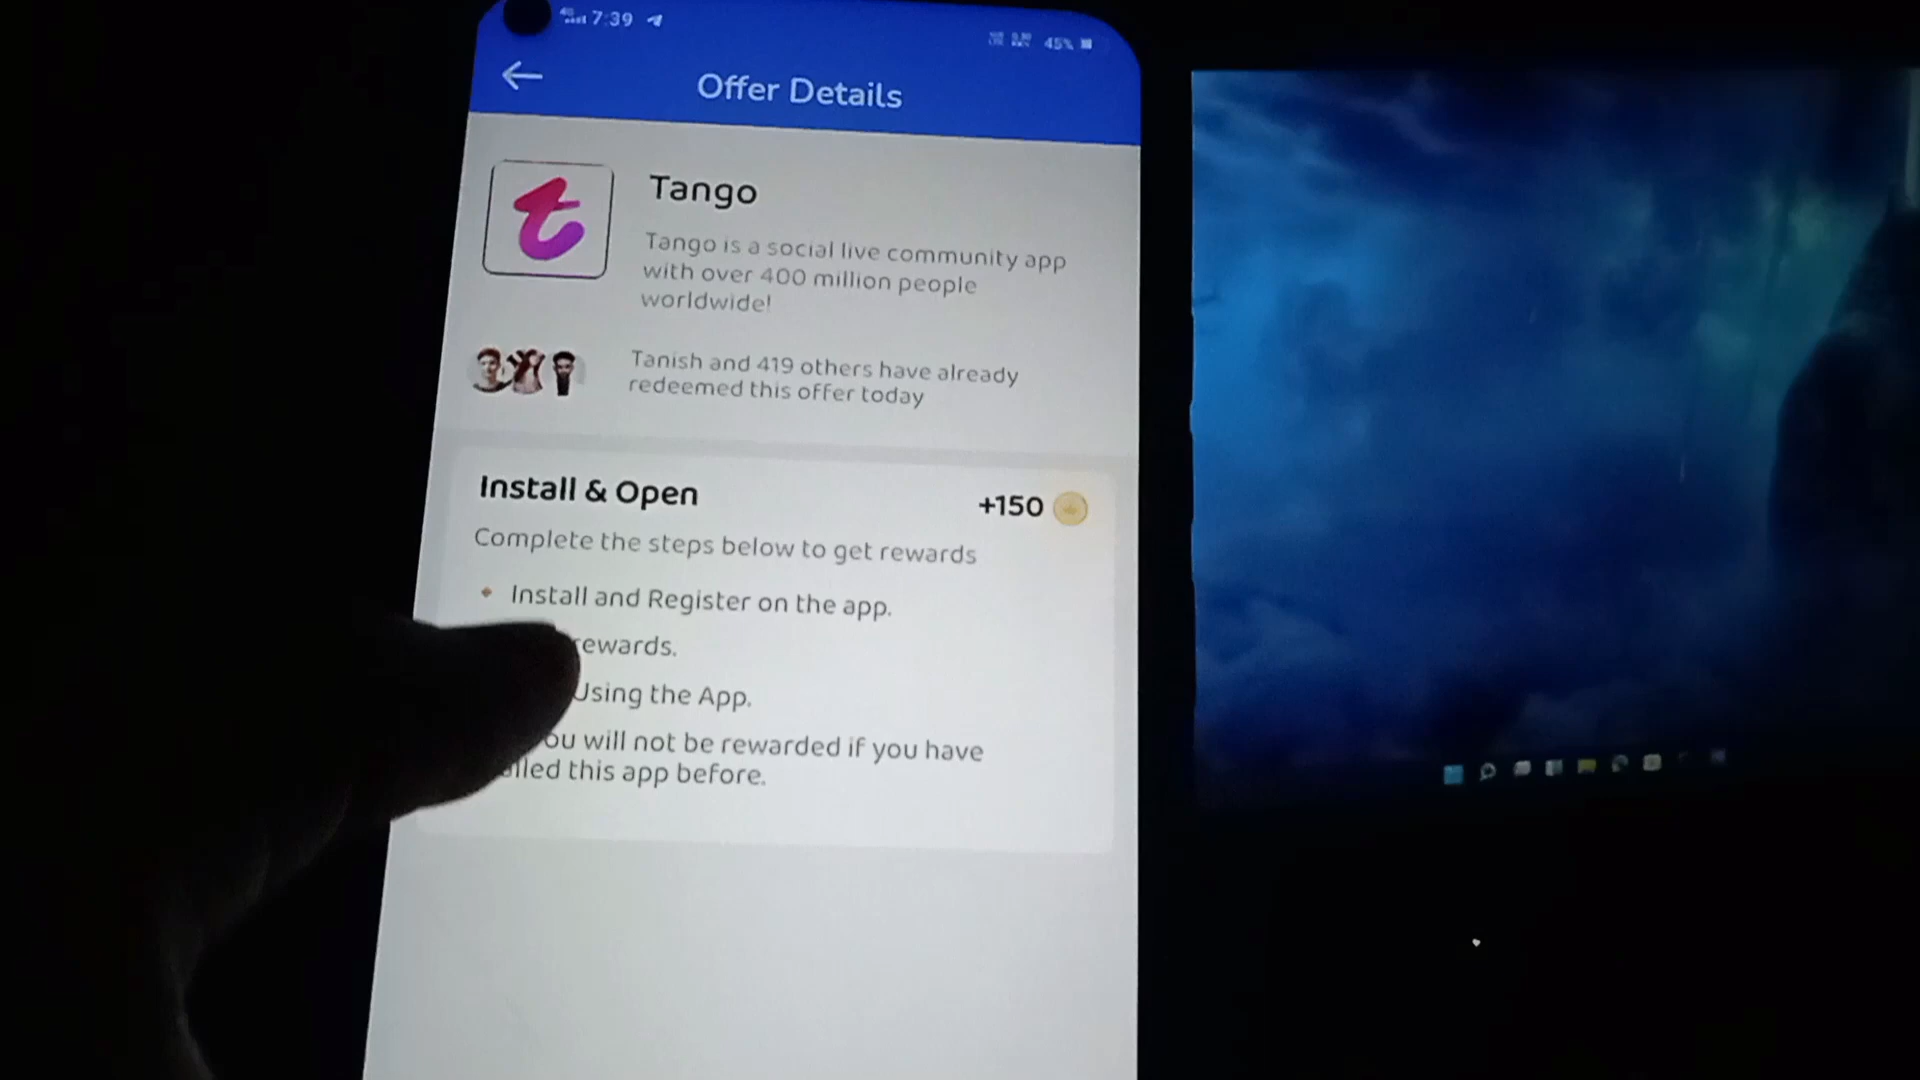 4G 7:39
45%
Offer Details
Tango
Tango is a social live community app
with over 400 million people
worldwide!
Tanish and 419 others have already
redeemed this offer today
Install & Open
+150
Complete the steps below to get rewards
Install and Register on the app.
rewards.
Using the App.
ou will not be rewarded if you have
lled this app before.